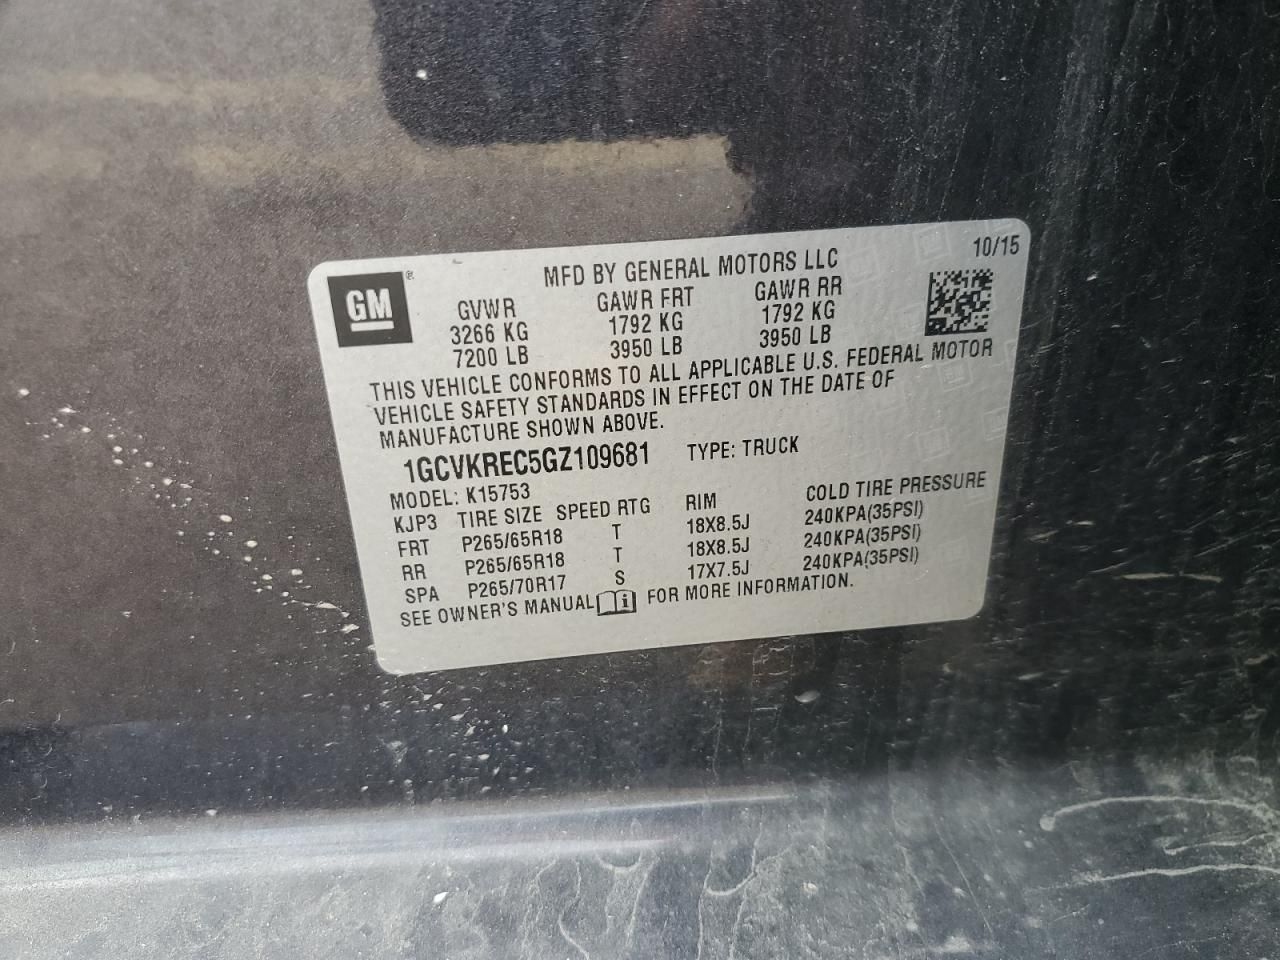 GM ®
MFD BY GENERAL MOTORS LLC
10/15
GVWR GAWR FRT GAWR RR
3266 KG 1792 KG 1792 KG
7200 LB 3950 LB 3950 LB
THIS VEHICLE CONFORMS TO ALL APPLICABLE U.S. FEDERAL MOTOR
VEHICLE SAFETY STANDARDS IN EFFECT ON THE DATE OF
MANUFACTURE SHOWN ABOVE.
1GCVKREC5GZ109681 TYPE: TRUCK
MODEL: K15753
KJP3 TIRE SIZE SPEED RTG RIM COLD TIRE PRESSURE
FRT P265/65R18 T 18X8.5J 240KPA(35PSI)
RR P265/65R18 T 18X8.5J 240KPA(35PSI)
SPA P265/70R17 S 17X7.5J 240KPA(35PSI)
SEE OWNER'S MANUAL FOR MORE INFORMATION.